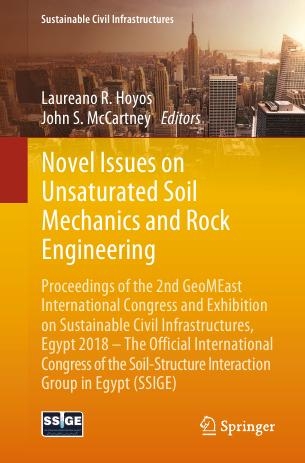 Sustainable Civil Infrastructures
Laureano R. Hoyos
John S. McCartney Editors
Novel Issues on
Unsaturated Soil
Mechanics and Rock
Engineering
Proceedings of the 2nd GeoMEast
International Congress and Exhibition
on Sustainable Civil Infrastructures,
Egypt 2018 – The Official International
Congress of the Soil-Structure Interaction
Group in Egypt (SSIGE)
SSIGE
Springer